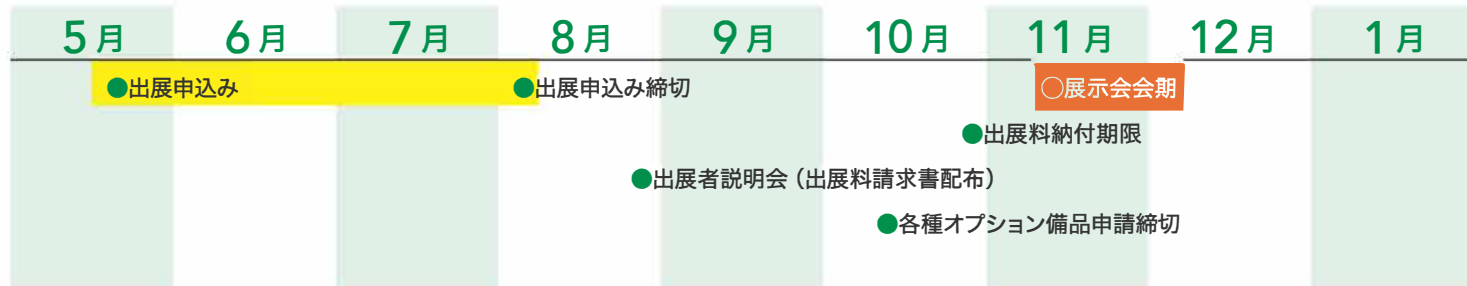 5月 6月 7月 8月 9月 10月 11月 12月 1月
●出展申込み ●出展申込み締切 ○展示会会期
●出展料納付期限
●出展者説明会（出展料請求書配布）
●各種オプション備品申請締切